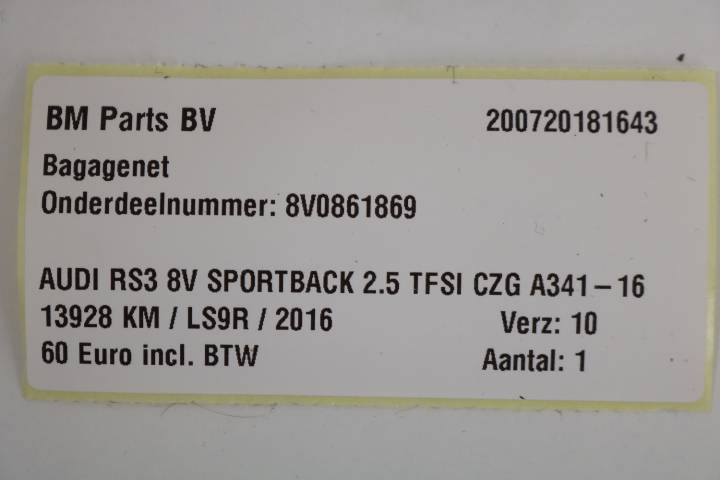 BM Parts BV 200720181643
Bagagenet
Onderdeelnummer: 8V0861869
AUDI RS3 8V SPORTBACK 2.5 TFSI CZG A341-16
13928 KM / LS9R / 2016 Verz: 10
60 Euro incl. BTW Aantal: 1